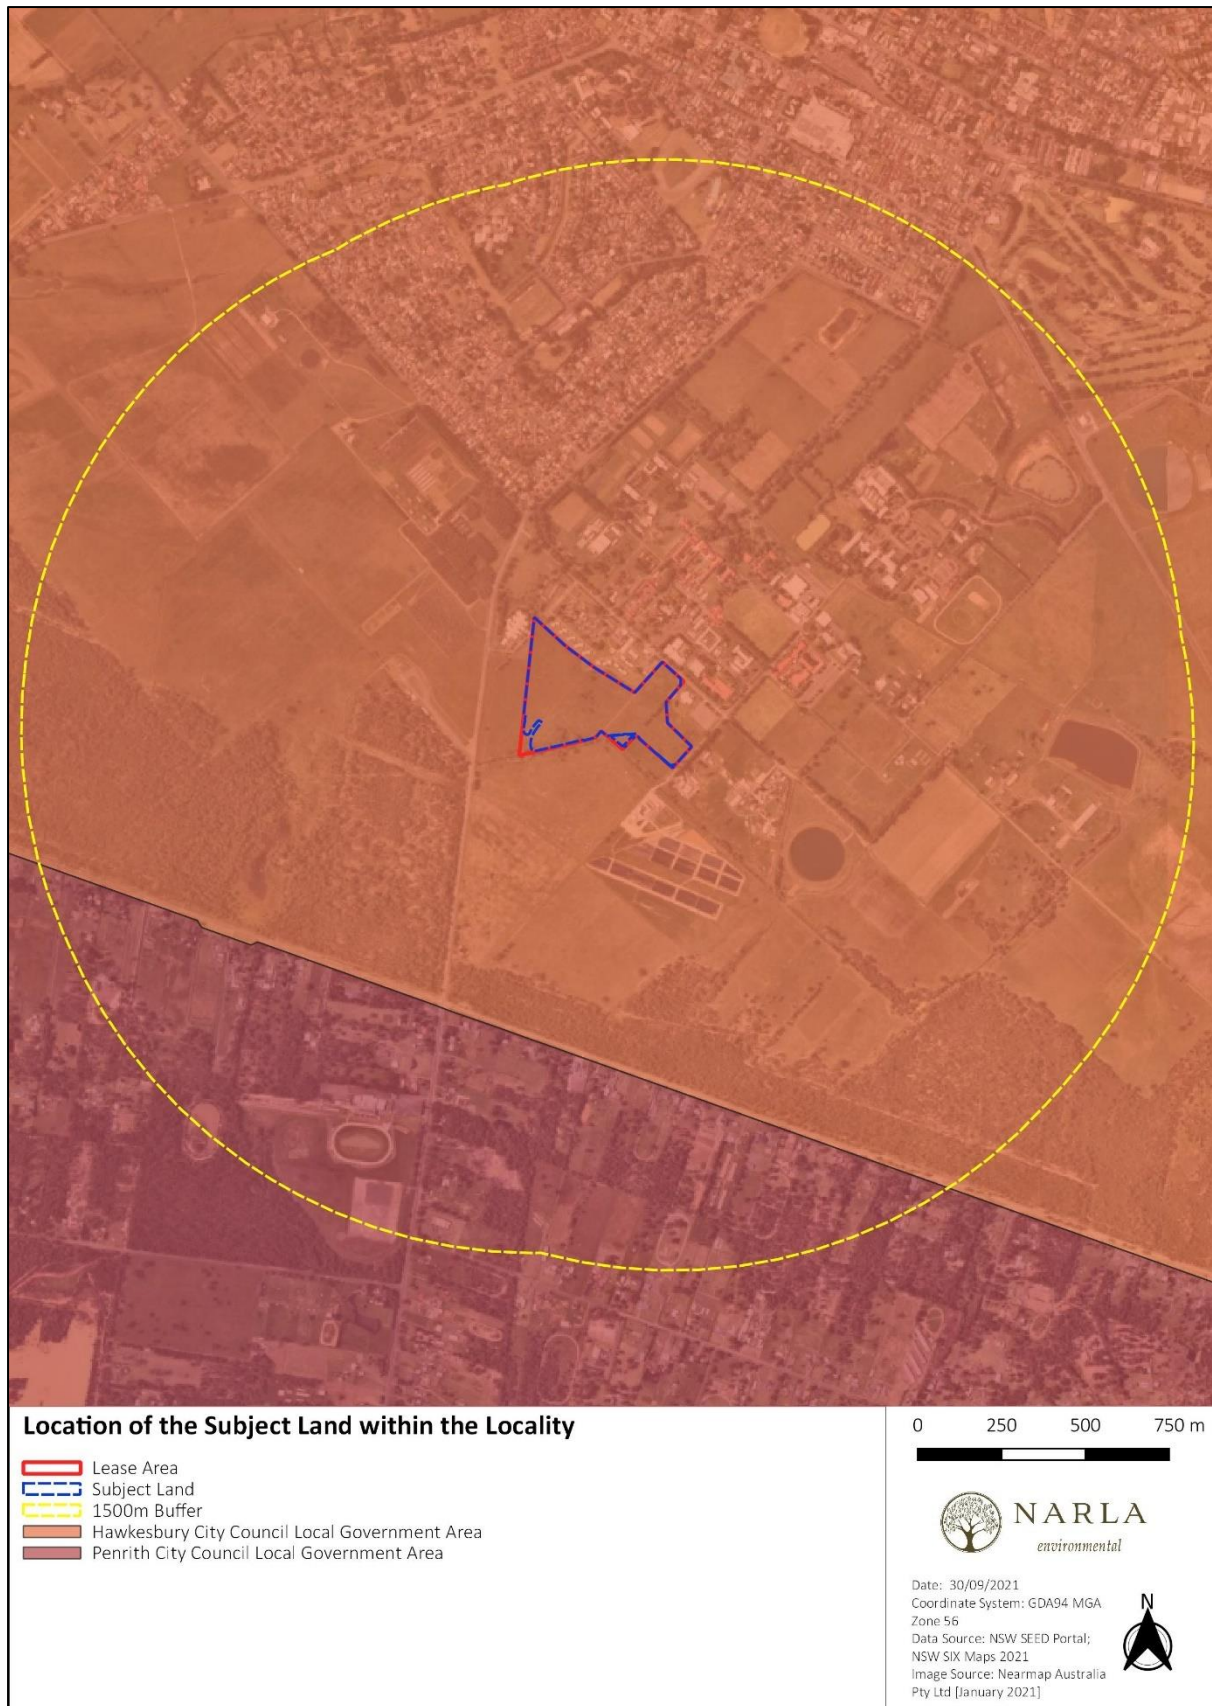 Location of the Subject Land within the Locality
Lease Area
Subject Land
1500m Buffer
Hawkesbury City Council Local Government Area
Penrith City Council Local Government Area
0 250 500 750 m
NARLA
environmental
Date: 30/09/2021
Coordinate System: GDA94 MGA
Zone 56
Data Source: NSW SEED Portal;
NSW SIX Maps 2021
Image Source: Nearmap Australia
Pty Ltd [January 2021]
N